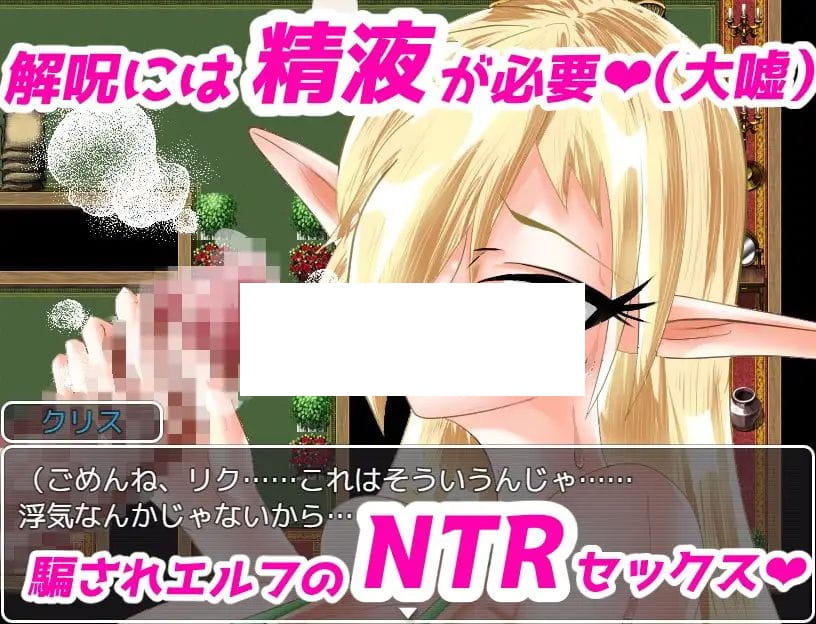 解呪には精液が必要❤(大嘘)
クリス
（ごめんね、リク……これはそういうんじゃ……
浮気なんかじゃないから…
騙されエルフのNTRセックス❤